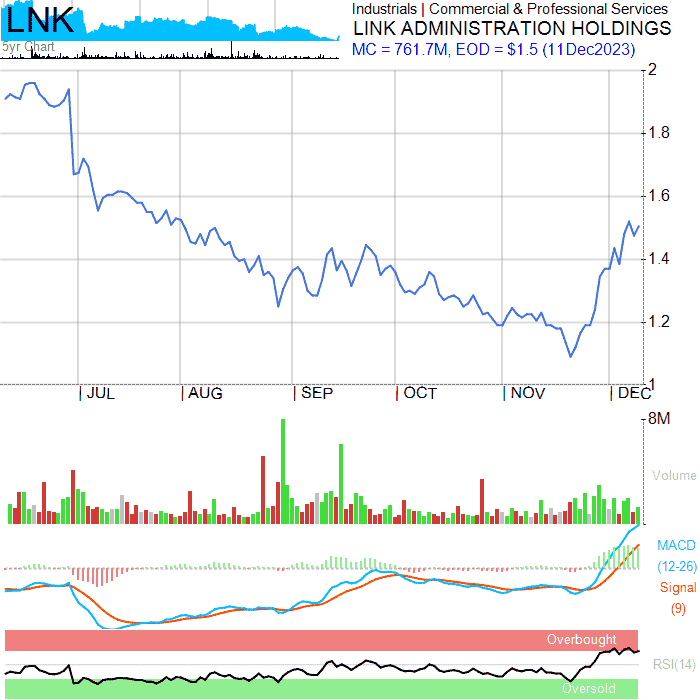 LNK
5yr Chart
Industrials | Commercial & Professional Services
LINK ADMINISTRATION HOLDINGS
MC = 761.7M, EOD = $1.5 (11Dec2023)
2
1.8
1.6
1.4
1.2
1
| JUL | AUG | SEP | OCT | NOV | DEC
8M
Volume
MACD
(12-26)
Signal
(9)
Overbought
RSI(14)
Oversold